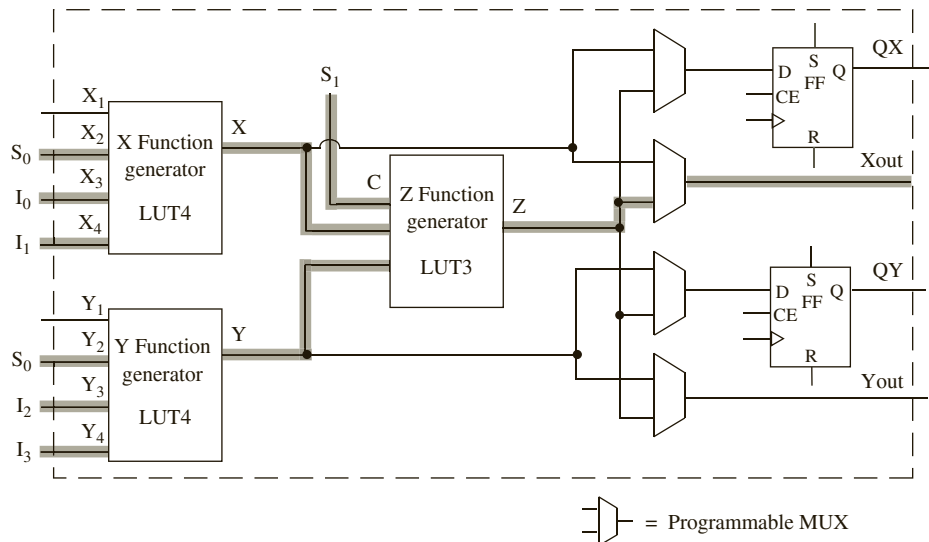 S₁
X₁
X₂
S₀
X₃
I₀
X₄
I₁
X Function
generator
LUT4
X
C
Z Function
generator
LUT3
Z
Y₁
Y₂
S₀
Y₃
I₂
Y₄
I₃
Y Function
generator
LUT4
Y
S
D
FF
Q
CE
R
QX
Xout
S
D
FF
Q
CE
R
QY
Yout
= Programmable MUX